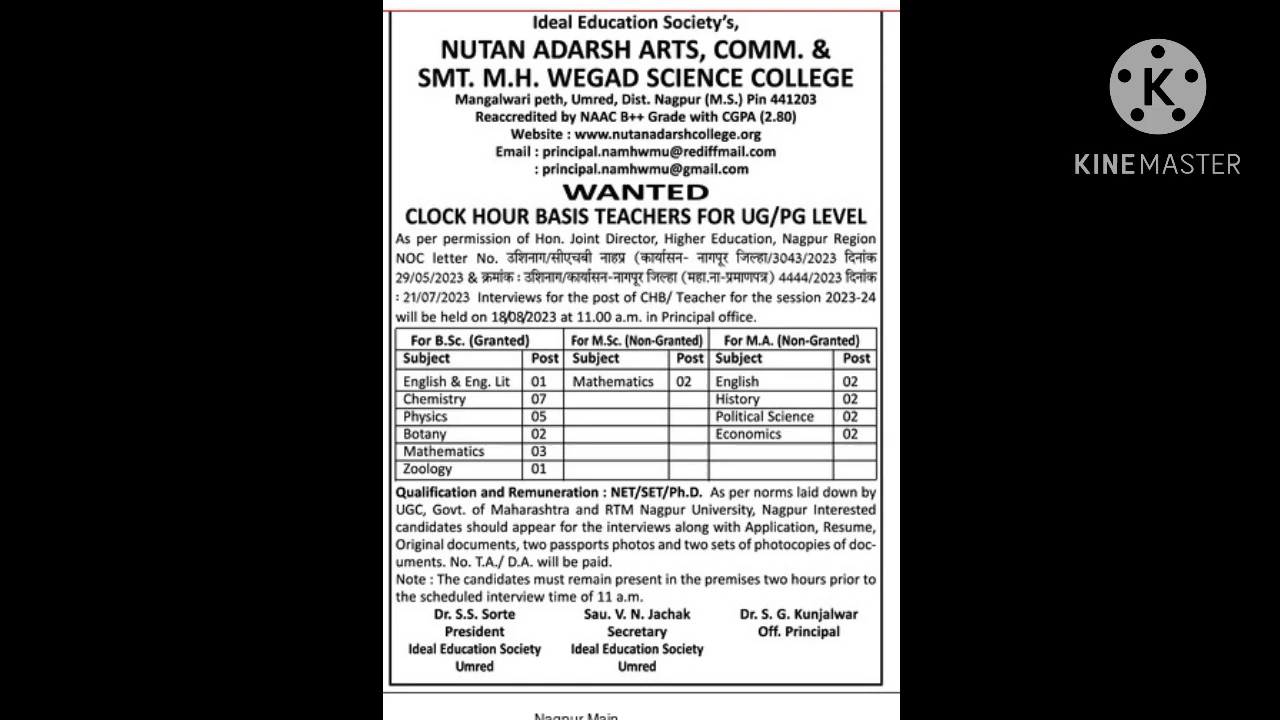 Ideal Education Society's,
NUTAN ADARSH ARTS, COMM. &
SMT. M.H. WEGAD SCIENCE COLLEGE
Mangalwari peth, Umred, Dist. Nagpur (M.S.) Pin 441203
Reaccredited by NAAC B++ Grade with CGPA (2.80)
Website : www.nutanadarshcollege.org
Email : principal.namhwmu@rediffmail.com
: principal.namhwmu@gmail.com
WANTED
CLOCK HOUR BASIS TEACHERS FOR UG/PG LEVEL
As per permission of Hon. Joint Director, Higher Education, Nagpur Region
NOC letter No. उशिनाग/सीएचबी नाहप्र (कार्यासन- नागपूर जिल्हा/3043/2023 दिनांक
29/05/2023 & क्रमांक : उशिनाग/कार्यासन-नागपूर जिल्हा (महा.ना-प्रमाणपत्र) 4444/2023 दिनांक
: 21/07/2023 Interviews for the post of CHB/ Teacher for the session 2023-24
will be held on 18/08/2023 at 11.00 a.m. in Principal office.
For B.Sc. (Granted) For M.Sc. (Non-Granted) For M.A. (Non-Granted)
Subject Post Subject Post Subject Post
English & Eng. Lit 01 Mathematics 02 English 02
Chemistry 07 History 02
Physics 05 Political Science 02
Botany 02 Economics 02
Mathematics 03
Zoology 01
Qualification and Remuneration : NET/SET/Ph.D. As per norms laid down by
UGC, Govt. of Maharashtra and RTM Nagpur University, Nagpur Interested
candidates should appear for the interviews along with Application, Resume,
Original documents, two passports photos and two sets of photocopies of doc-
uments. No. T.A./ D.A. will be paid.
Note : The candidates must remain present in the premises two hours prior to
the scheduled interview time of 11 a.m.
Dr. S.S. Sorte Sau. V. N. Jachak Dr. S. G. Kunjalwar
President Secretary Off. Principal
Ideal Education Society Ideal Education Society
Umred Umred
Nagpur Main
K
KINEMASTER